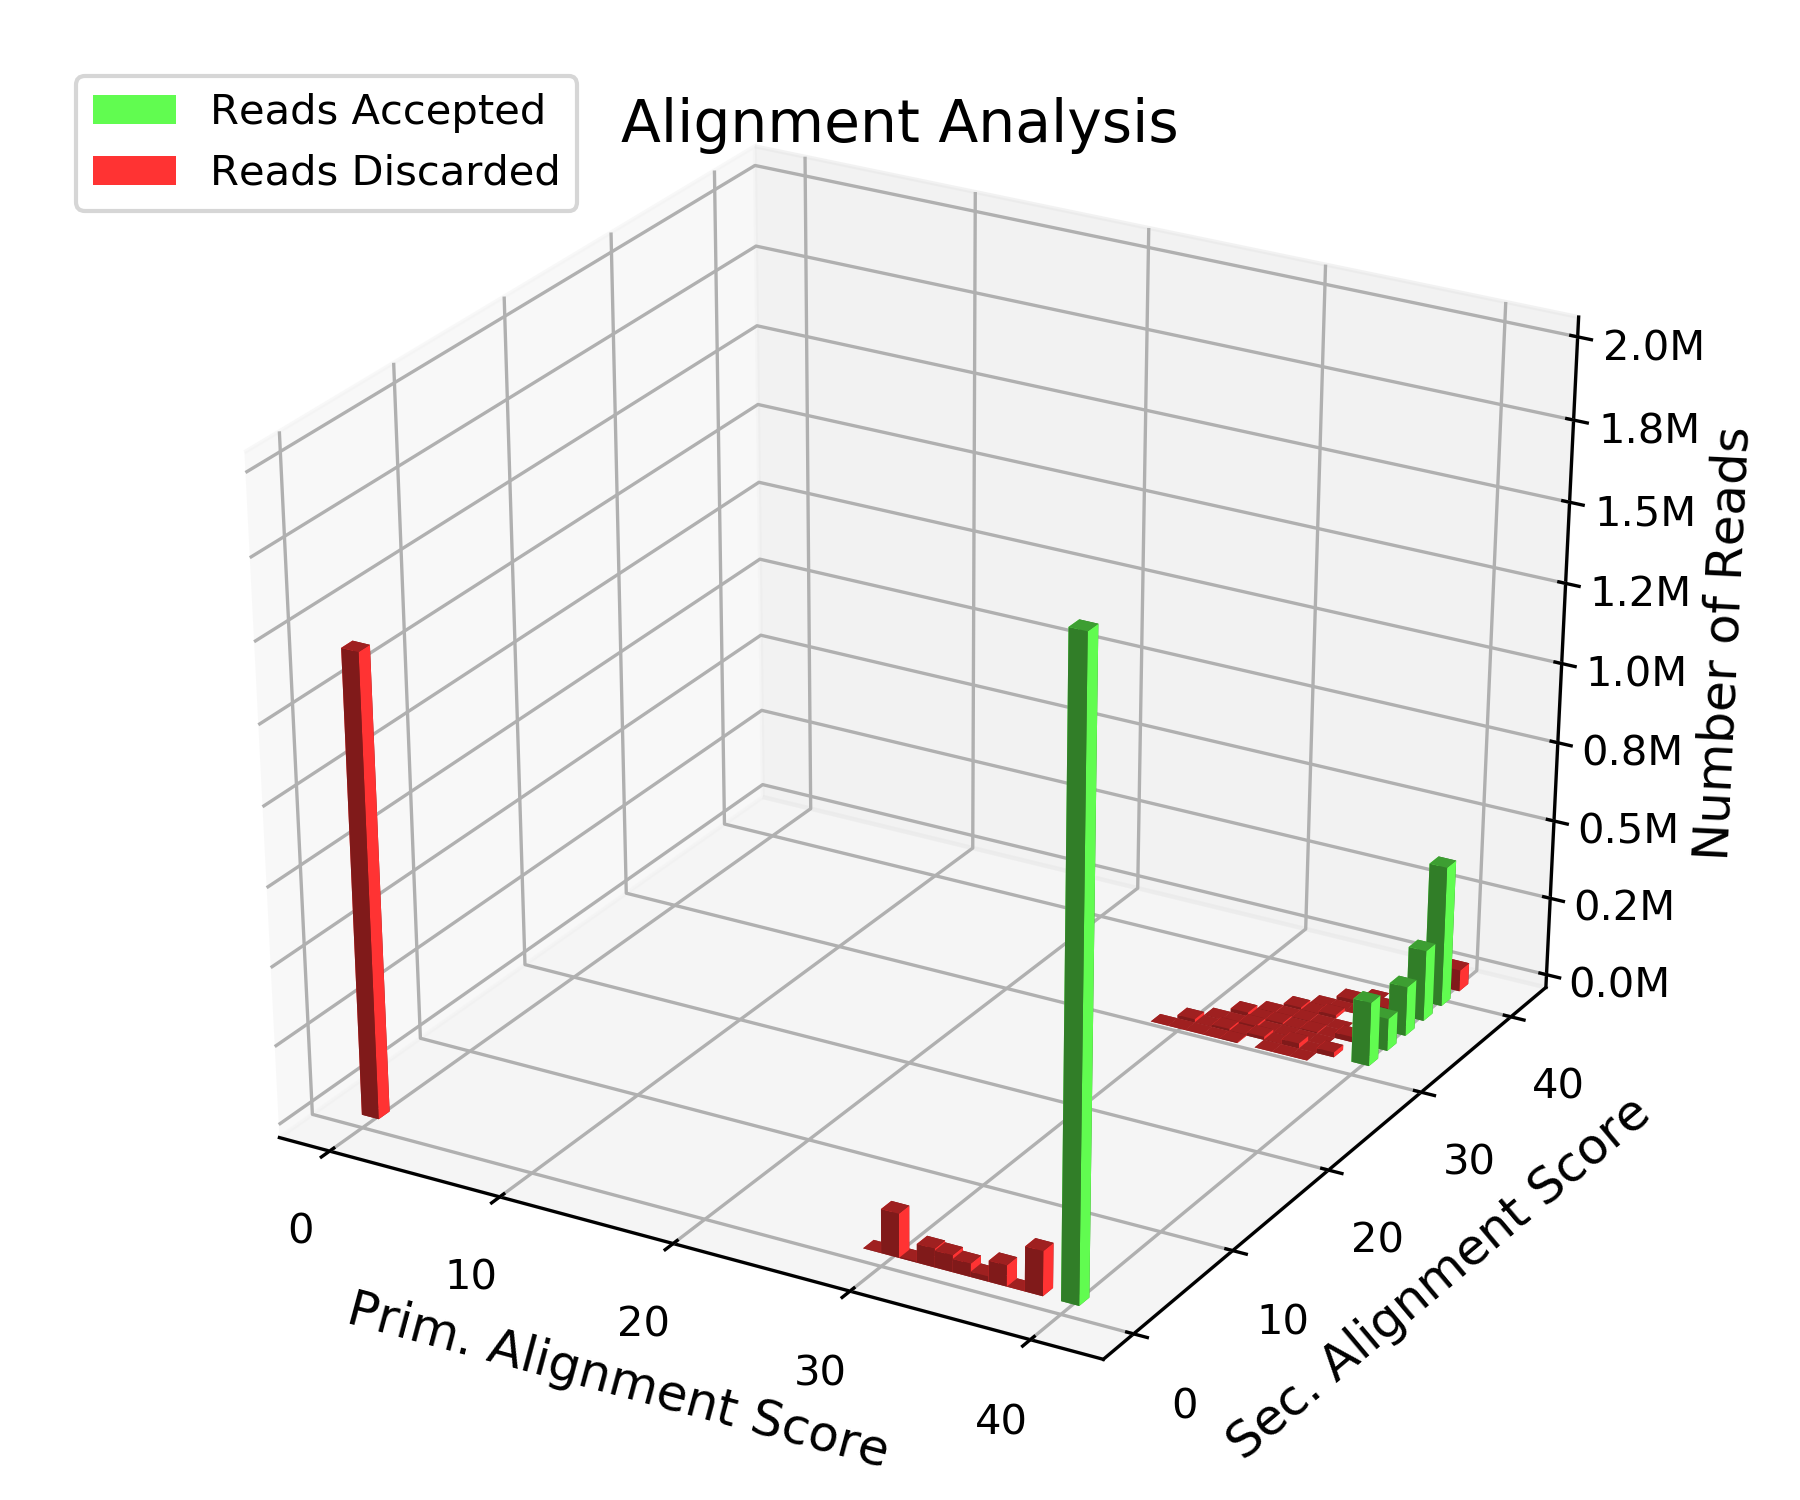 Reads Accepted
Reads Discarded
Alignment Analysis
2.0M
1.8M
1.5M
1.2M
1.0M
0.8M
0.5M
0.2M
0.0M
Number of Reads
0
10
20
30
40
Prim. Alignment Score
0
10
20
30
40
Sec. Alignment Score